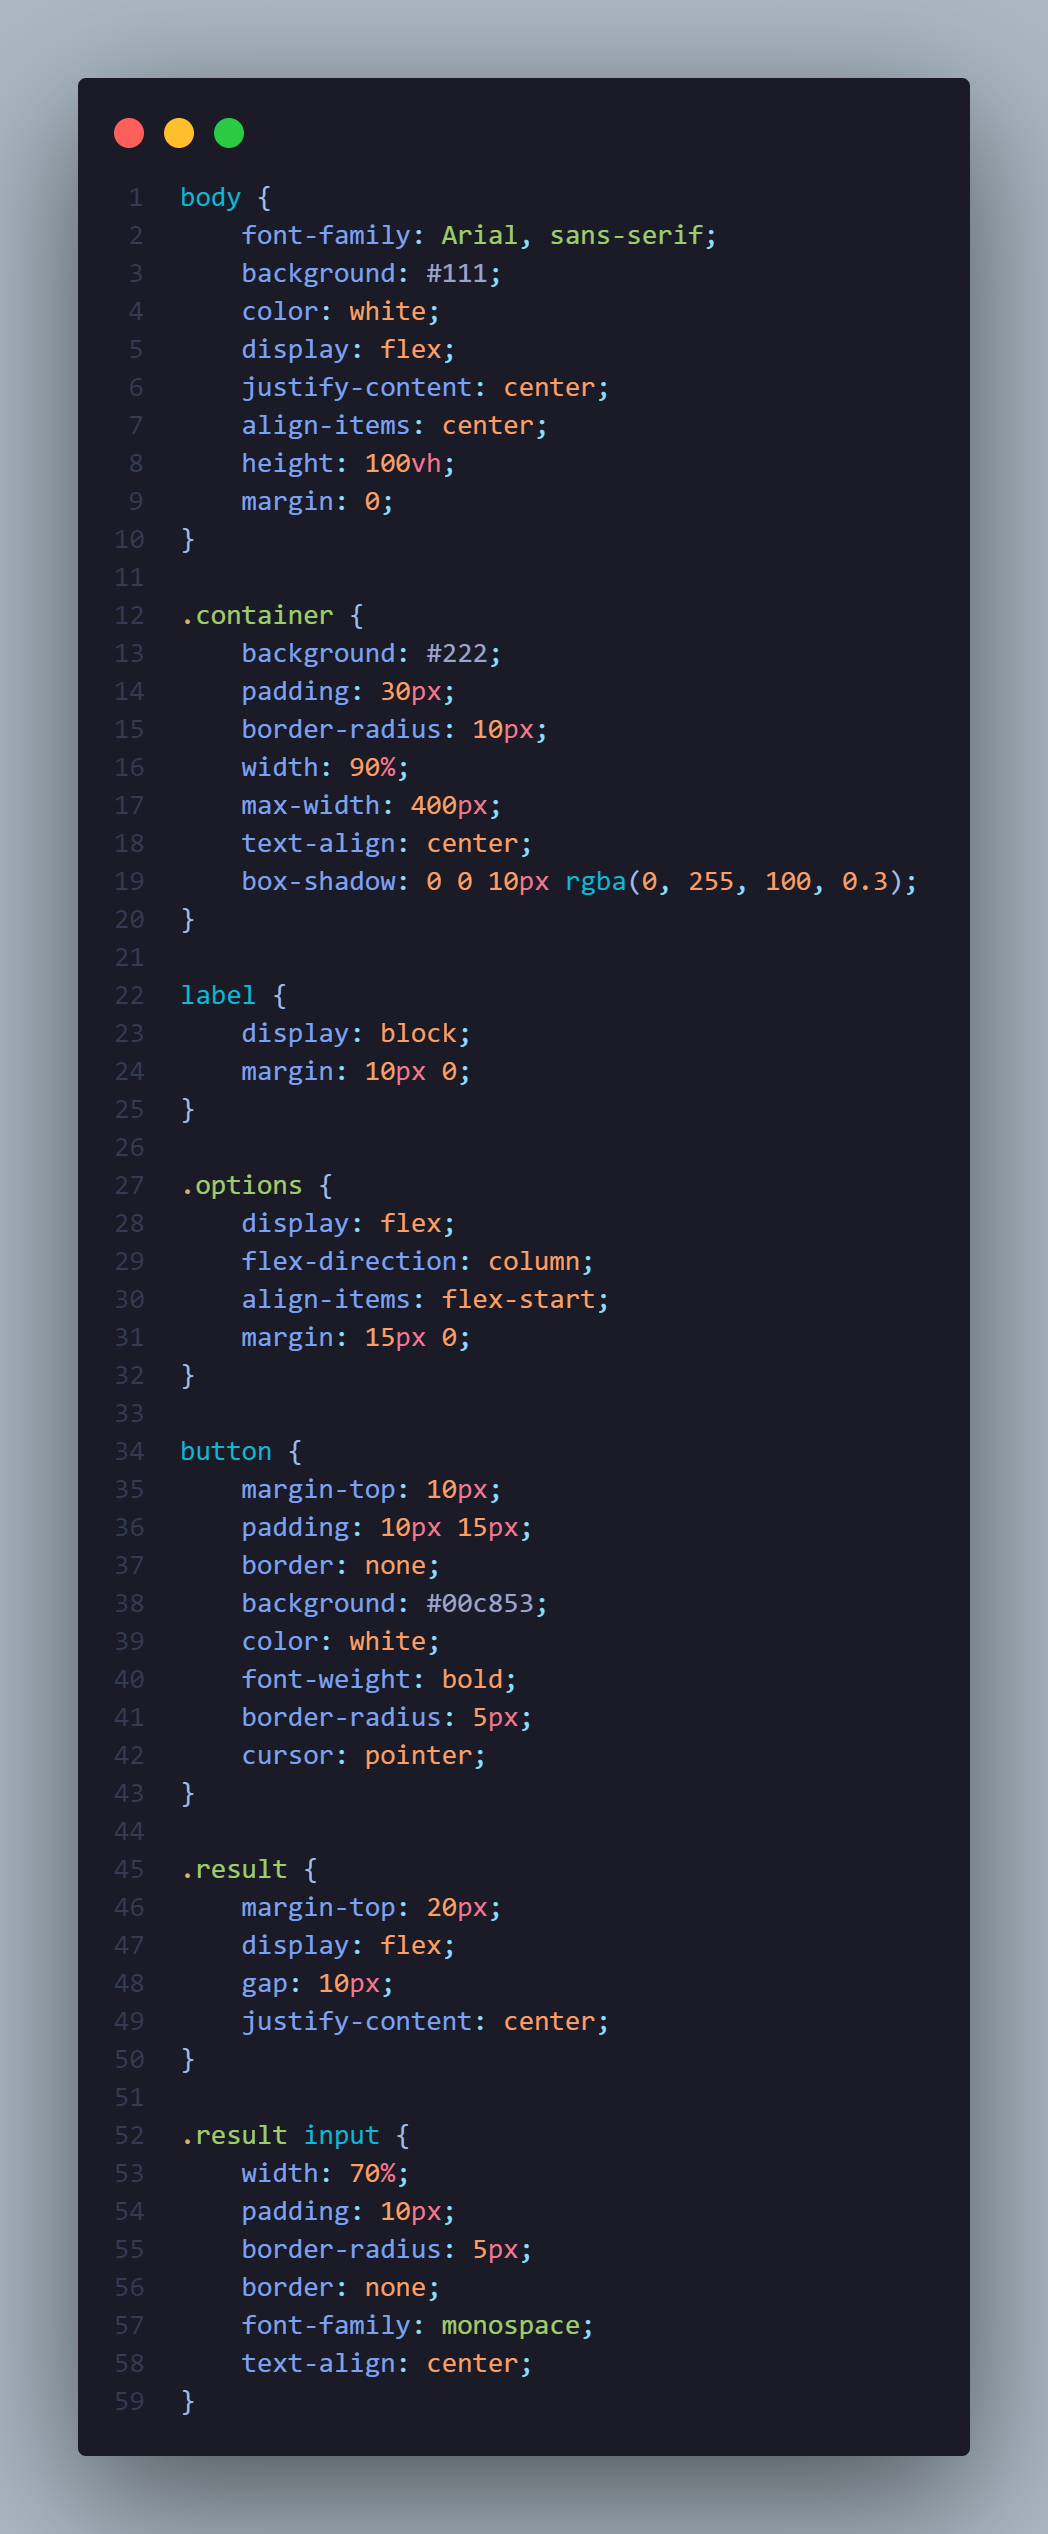 1 body {
2     font-family: Arial, sans-serif;
3     background: #111;
4     color: white;
5     display: flex;
6     justify-content: center;
7     align-items: center;
8     height: 100vh;
9     margin: 0;
10 }
11
12 .container {
13     background: #222;
14     padding: 30px;
15     border-radius: 10px;
16     width: 90%;
17     max-width: 400px;
18     text-align: center;
19     box-shadow: 0 0 10px rgba(0, 255, 100, 0.3);
20 }
21
22 label {
23     display: block;
24     margin: 10px 0;
25 }
26
27 .options {
28     display: flex;
29     flex-direction: column;
30     align-items: flex-start;
31     margin: 15px 0;
32 }
33
34 button {
35     margin-top: 10px;
36     padding: 10px 15px;
37     border: none;
38     background: #00c853;
39     color: white;
40     font-weight: bold;
41     border-radius: 5px;
42     cursor: pointer;
43 }
44
45 .result {
46     margin-top: 20px;
47     display: flex;
48     gap: 10px;
49     justify-content: center;
50 }
51
52 .result input {
53     width: 70%;
54     padding: 10px;
55     border-radius: 5px;
56     border: none;
57     font-family: monospace;
58     text-align: center;
59 }